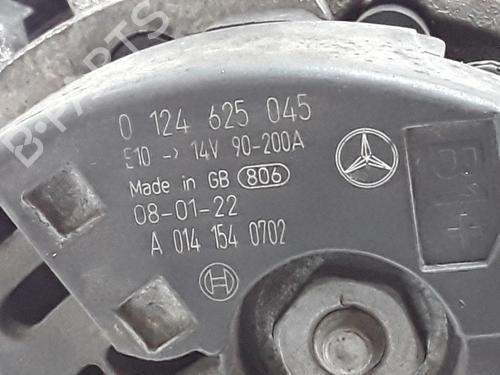 0 124 625 045
E10 -> 14V 90-200A
Made in GB 806
08-01-22
A 014 154 0702
B1+
B-PARTS